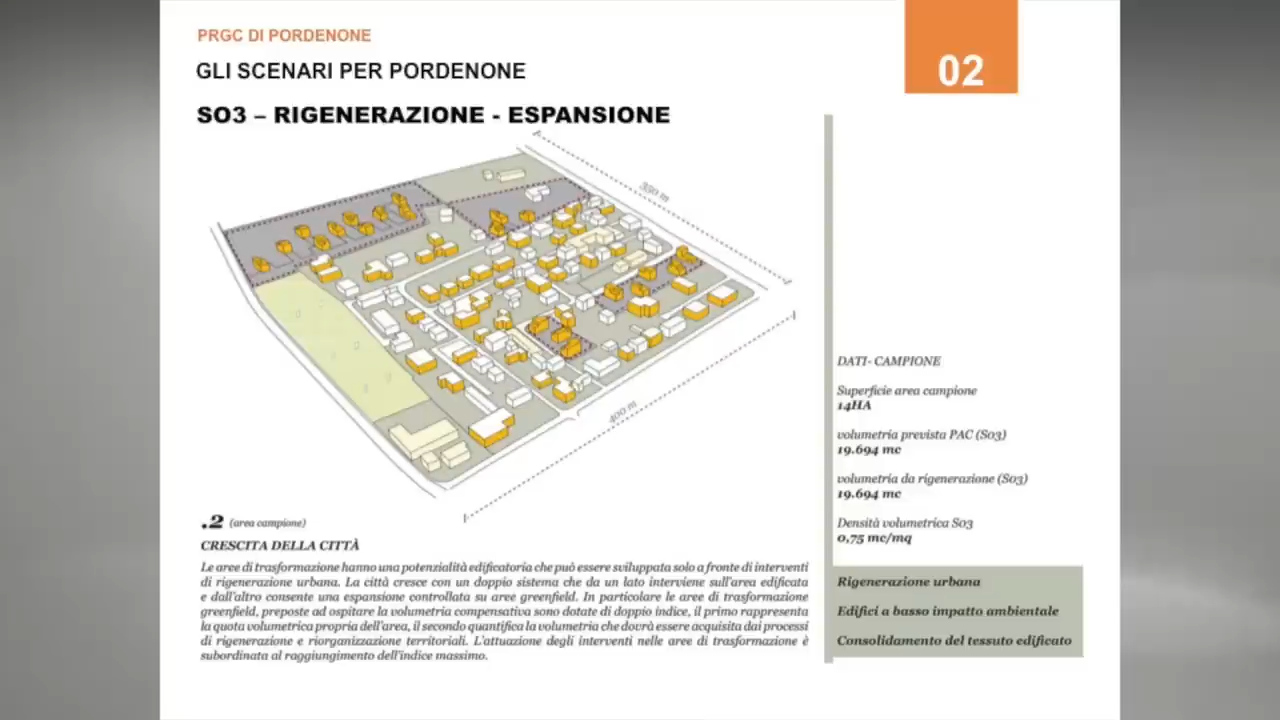 PRGC DI PORDENONE
02
GLI SCENARI PER PORDENONE
SO3 – RIGENERAZIONE - ESPANSIONE
350 m
400 m
DATI- CAMPIONE
Superficie area campione
14HA
volumetria prevista PAC (S03)
19.694 mc
volumetria da rigenerazione (S03)
19.694 mc
Densità volumetrica S03
0,75 mc/mq
Rigenerazione urbana
Edifici a basso impatto ambientale
Consolidamento del tessuto edificato
.2 (area campione)
CRESCITA DELLA CITTÀ
Le aree di trasformazione hanno una potenzialità edificatoria che può essere sviluppata solo a fronte di interventi
di rigenerazione urbana. La città cresce con un doppio sistema che da un lato interviene sull'area edificata
e dall'altro consente una espansione controllata su aree greenfield. In particolare le aree di trasformazione
greenfield, preposte ad ospitare la volumetria compensativa sono dotate di doppio indice, il primo rappresenta
la quota volumetrica propria dell'area, il secondo quantifica la volumetria che dovrà essere acquisita dai processi
di rigenerazione e riorganizzazione territoriali. L'attuazione degli interventi nelle aree di trasformazione è
subordinata al raggiungimento dell'indice massimo.